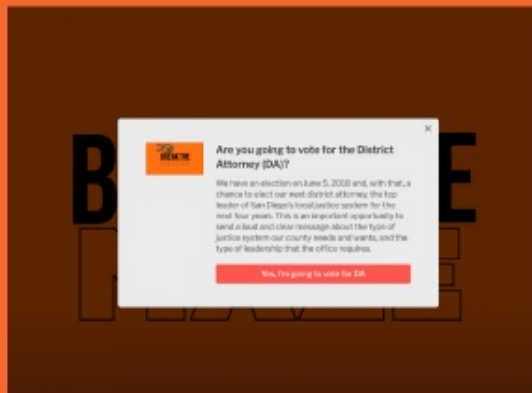 Are you going to vote for the District
Attorney (DA)?
We have an election on June 5, 2018 and, with that, a
chance to elect our next district attorney, the top
leader of San Diego's local justice system for the
next four years. This is an important opportunity to
send a loud and clear message about the type of
justice system our county needs and wants, and the
type of leadership that the office requires.
Yes, I'm going to vote for DA